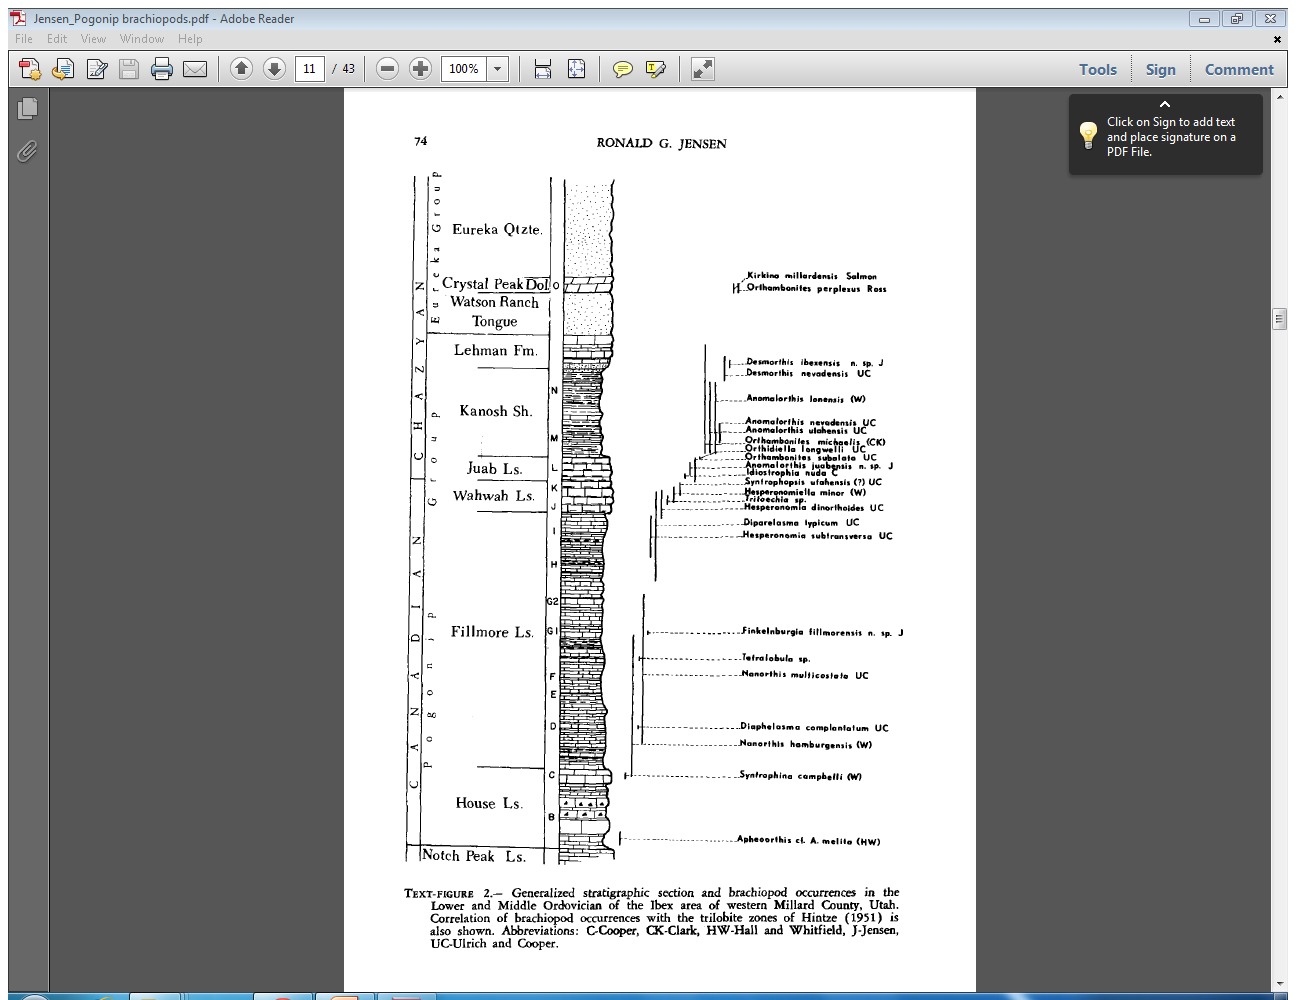 Jensen_Pogonip brachiopods.pdf - Adobe Reader
File Edit View Window Help
11 / 43
100%
Tools Sign Comment
Click on Sign to add text
and place signature on a
PDF File.
74
RONALD G. JENSEN
CHAZYAN
CANADIAN
Eureka Group
Pogonip Group
Eureka Qtzte.
Crystal Peak Dol.
Watson Ranch
Tongue
Lehman Fm.
Kanosh Sh.
Juab Ls.
Wahwah Ls.
Fillmore Ls.
House Ls.
Notch Peak Ls.
O
N
M
L
K
J
I
H
G2
G1
F
E
D
C
B
Kirkina millardensis Salmon
Orthambonites perplexus Ross
Desmorthis ibexensis n. sp. J
Desmorthis nevadensis UC
Anomalorthis lonensis (W)
Anomalorthis nevadensis UC
Anomalorthis utahensis UC
Orthambonites michaelis (CK)
Orthidiella longwelli UC
Orthambonites subalata UC
Anomalorthis juabensis n. sp. J
Idiostrophia nuda C
Syntrophopsis utahensis (?) UC
Hesperonomiella minor (W)
Tritoechia sp.
Hesperonomia dinorthoides UC
Diparelasma typicum UC
Hesperonomia subtransversa UC
Finkelnburgia fillmorensis n. sp. J
Tetralobula sp.
Nanorthis multicostata UC
Diaphelasma complanatum UC
Nanorthis hamburgensis (W)
Syntrophina campbelli (W)
Apheoorthis cf. A. melita (HW)
TEXT-FIGURE 2.— Generalized stratigraphic section and brachiopod occurrences in the
Lower and Middle Ordovician of the Ibex area of western Millard County, Utah.
Correlation of brachiopod occurrences with the trilobite zones of Hintze (1951) is
also shown. Abbreviations: C-Cooper, CK-Clark, HW-Hall and Whitfield, J-Jensen,
UC-Ulrich and Cooper.